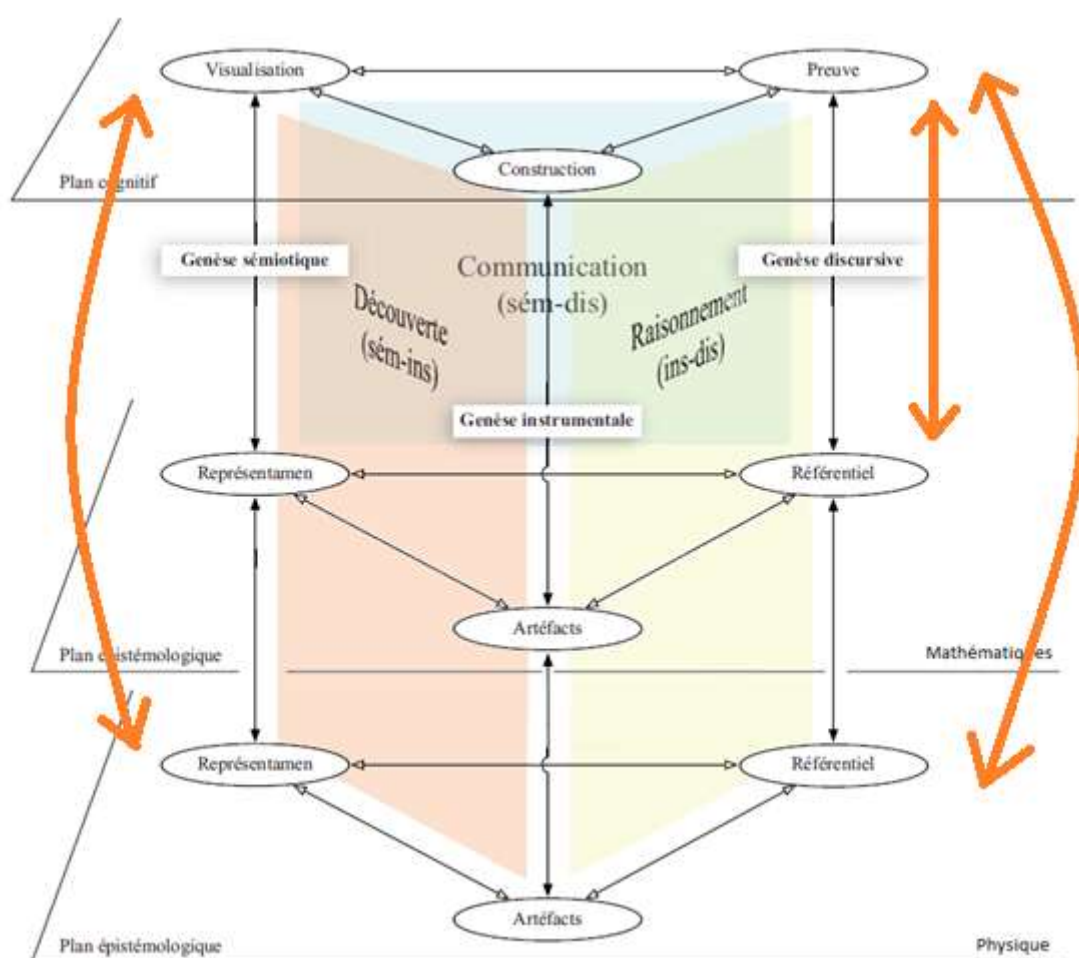 Visualisation
Preuve
Construction
Plan cognitif
Genèse sémiotique
Genèse discursive
Communication
(sém-dis)
Découverte
(sém-ins)
Raisonnement
(ins-dis)
Genèse instrumentale
Représentamen
Référentiel
Artéfacts
Plan épistémologique
Mathématiques
Représentamen
Référentiel
Artéfacts
Plan épistémologique
Physique